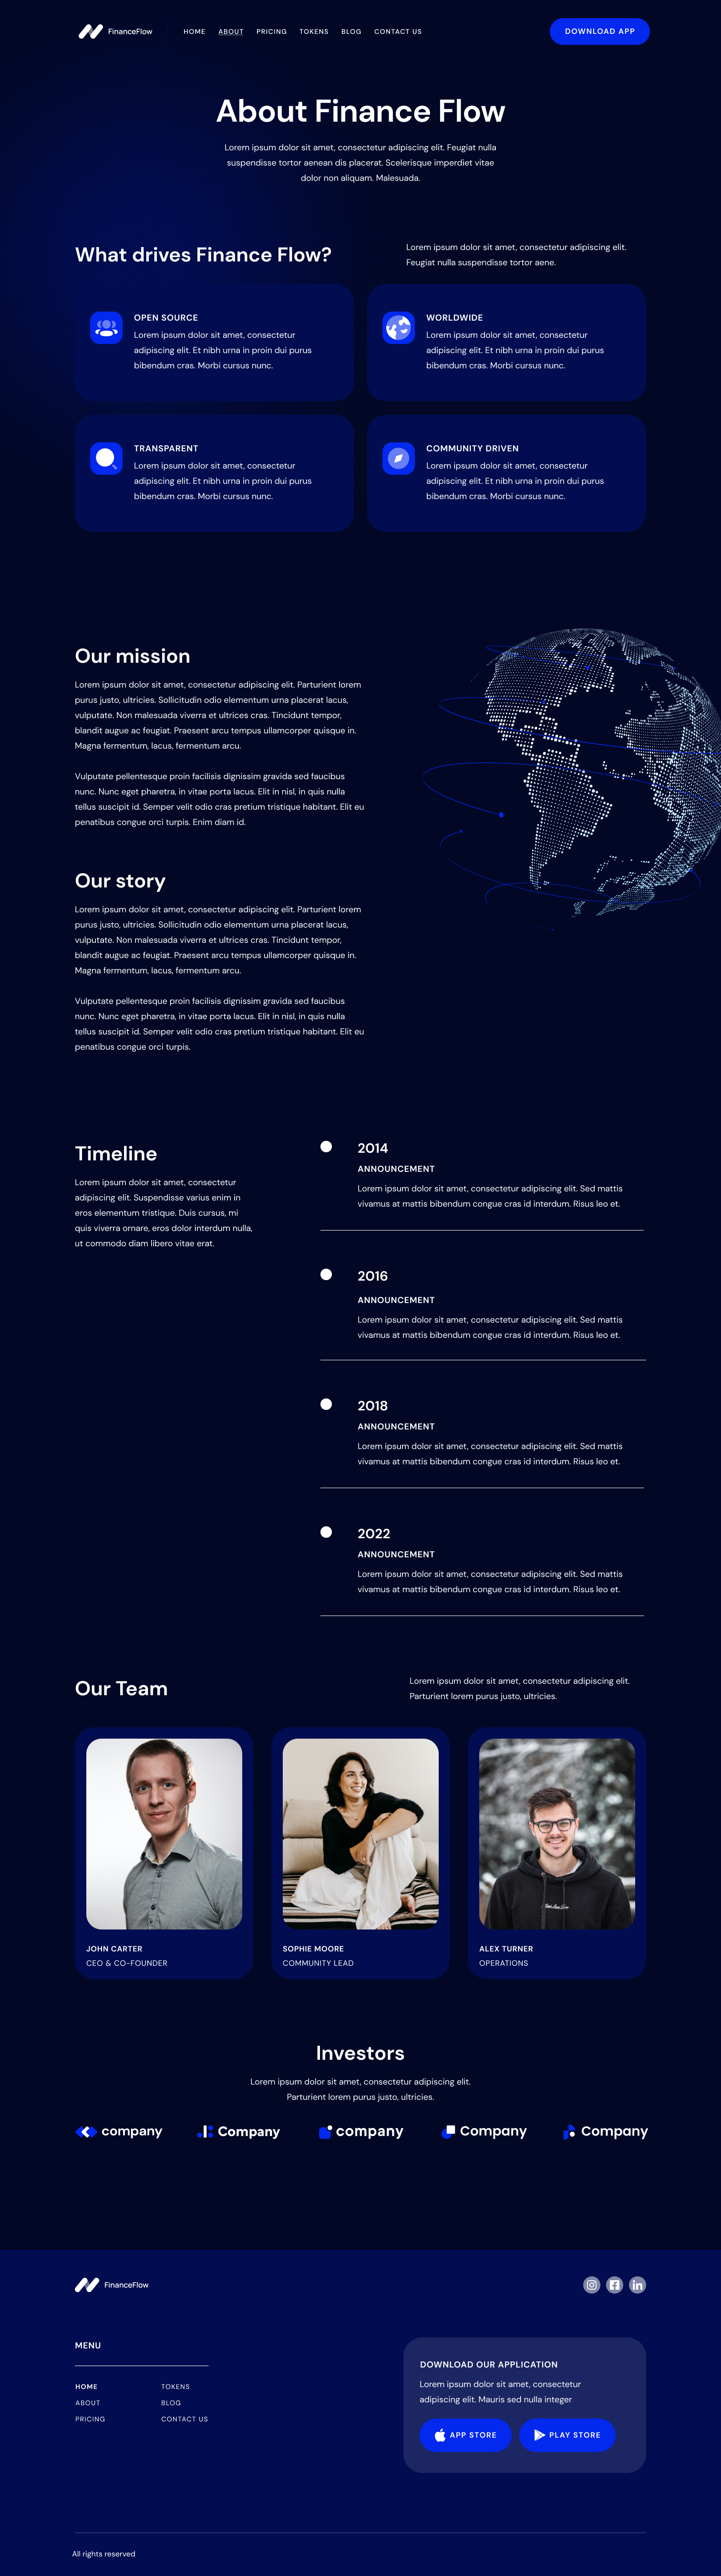 FinanceFlow
HOME ABOUT PRICING TOKENS BLOG CONTACT US
DOWNLOAD APP
About Finance Flow
Lorem ipsum dolor sit amet, consectetur adipiscing elit. Feugiat nulla
suspendisse tortor aenean dis placerat. Scelerisque imperdiet vitae
dolor non aliquam. Malesuada.
What drives Finance Flow?
Lorem ipsum dolor sit amet, consectetur adipiscing elit.
Feugiat nulla suspendisse tortor aene.
OPEN SOURCE
Lorem ipsum dolor sit amet, consectetur
adipiscing elit. Et nibh urna in proin dui purus
bibendum cras. Morbi cursus nunc.
WORLDWIDE
Lorem ipsum dolor sit amet, consectetur
adipiscing elit. Et nibh urna in proin dui purus
bibendum cras. Morbi cursus nunc.
TRANSPARENT
Lorem ipsum dolor sit amet, consectetur
adipiscing elit. Et nibh urna in proin dui purus
bibendum cras. Morbi cursus nunc.
COMMUNITY DRIVEN
Lorem ipsum dolor sit amet, consectetur
adipiscing elit. Et nibh urna in proin dui purus
bibendum cras. Morbi cursus nunc.
Our mission
Lorem ipsum dolor sit amet, consectetur adipiscing elit. Parturient lorem
purus justo, ultricies. Sollicitudin odio elementum urna placerat lacus,
vulputate. Non malesuada viverra et ultrices cras. Tincidunt tempor,
blandit augue ac feugiat. Praesent arcu tempus ullamcorper quisque in.
Magna fermentum, lacus, fermentum arcu.
Vulputate pellentesque proin facilisis dignissim gravida sed faucibus
nunc. Nunc eget pharetra, in vitae porta lacus. Elit in nisl, in quis nulla
tellus suscipit id. Semper velit odio cras pretium tristique habitant. Elit eu
penatibus congue orci turpis. Enim diam id.
Our story
Lorem ipsum dolor sit amet, consectetur adipiscing elit. Parturient lorem
purus justo, ultricies. Sollicitudin odio elementum urna placerat lacus,
vulputate. Non malesuada viverra et ultrices cras. Tincidunt tempor,
blandit augue ac feugiat. Praesent arcu tempus ullamcorper quisque in.
Magna fermentum, lacus, fermentum arcu.
Vulputate pellentesque proin facilisis dignissim gravida sed faucibus
nunc. Nunc eget pharetra, in vitae porta lacus. Elit in nisl, in quis nulla
tellus suscipit id. Semper velit odio cras pretium tristique habitant. Elit eu
penatibus congue orci turpis.
Timeline
Lorem ipsum dolor sit amet, consectetur
adipiscing elit. Suspendisse varius enim in
eros elementum tristique. Duis cursus, mi
quis viverra ornare, eros dolor interdum nulla,
ut commodo diam libero vitae erat.
2014
ANNOUNCEMENT
Lorem ipsum dolor sit amet, consectetur adipiscing elit. Sed mattis
vivamus at mattis bibendum congue cras id interdum. Risus leo et.
2016
ANNOUNCEMENT
Lorem ipsum dolor sit amet, consectetur adipiscing elit. Sed mattis
vivamus at mattis bibendum congue cras id interdum. Risus leo et.
2018
ANNOUNCEMENT
Lorem ipsum dolor sit amet, consectetur adipiscing elit. Sed mattis
vivamus at mattis bibendum congue cras id interdum. Risus leo et.
2022
ANNOUNCEMENT
Lorem ipsum dolor sit amet, consectetur adipiscing elit. Sed mattis
vivamus at mattis bibendum congue cras id interdum. Risus leo et.
Our Team
Lorem ipsum dolor sit amet, consectetur adipiscing elit.
Parturient lorem purus justo, ultricies.
JOHN CARTER
CEO & CO-FOUNDER
SOPHIE MOORE
COMMUNITY LEAD
ALEX TURNER
OPERATIONS
Investors
Lorem ipsum dolor sit amet, consectetur adipiscing elit.
Parturient lorem purus justo, ultricies.
company Company company Company Company
FinanceFlow
MENU
HOME
ABOUT
PRICING
TOKENS
BLOG
CONTACT US
DOWNLOAD OUR APPLICATION
Lorem ipsum dolor sit amet, consectetur
adipiscing elit. Mauris sed nulla integer
APP STORE PLAY STORE
All rights reserved